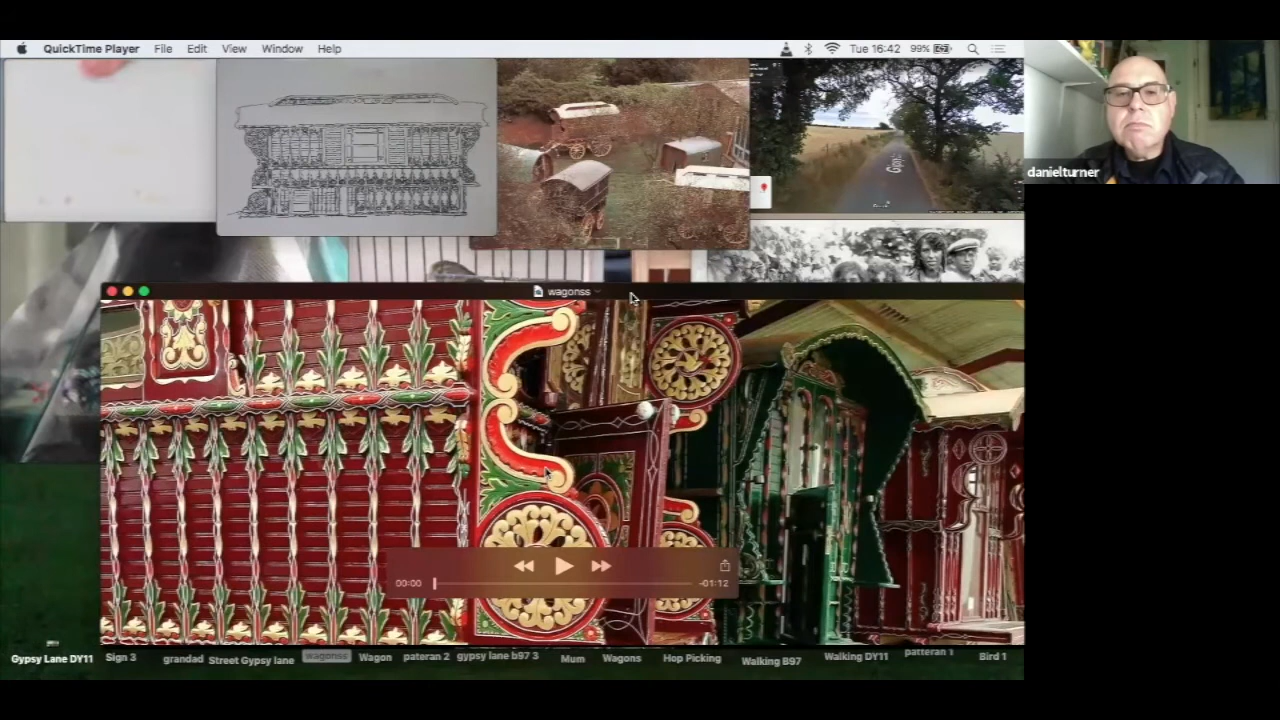 QuickTime Player File Edit View Window Help Tue 16:42 99%
danielturner
wagonss
00:00 -01:12
Gypsy Lane DY11 Sign 3 grandad Street Gypsy lane wagonss Wagon pateran 2 gypsy lane b97 3 Mum Wagons Hop Picking Walking B97 Walking DY11 patteran 1 Bird 1